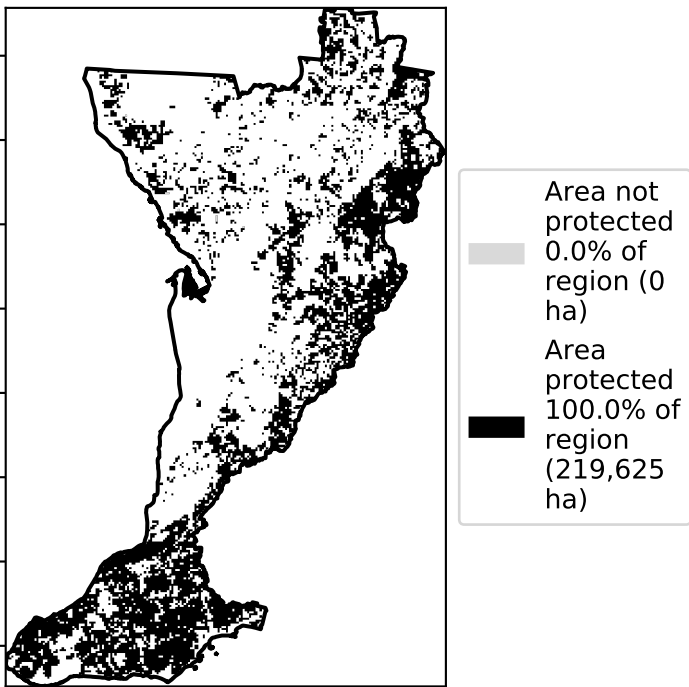 Area not
protected
0.0% of
region (0
ha)
Area
protected
100.0% of
region
(219,625
ha)